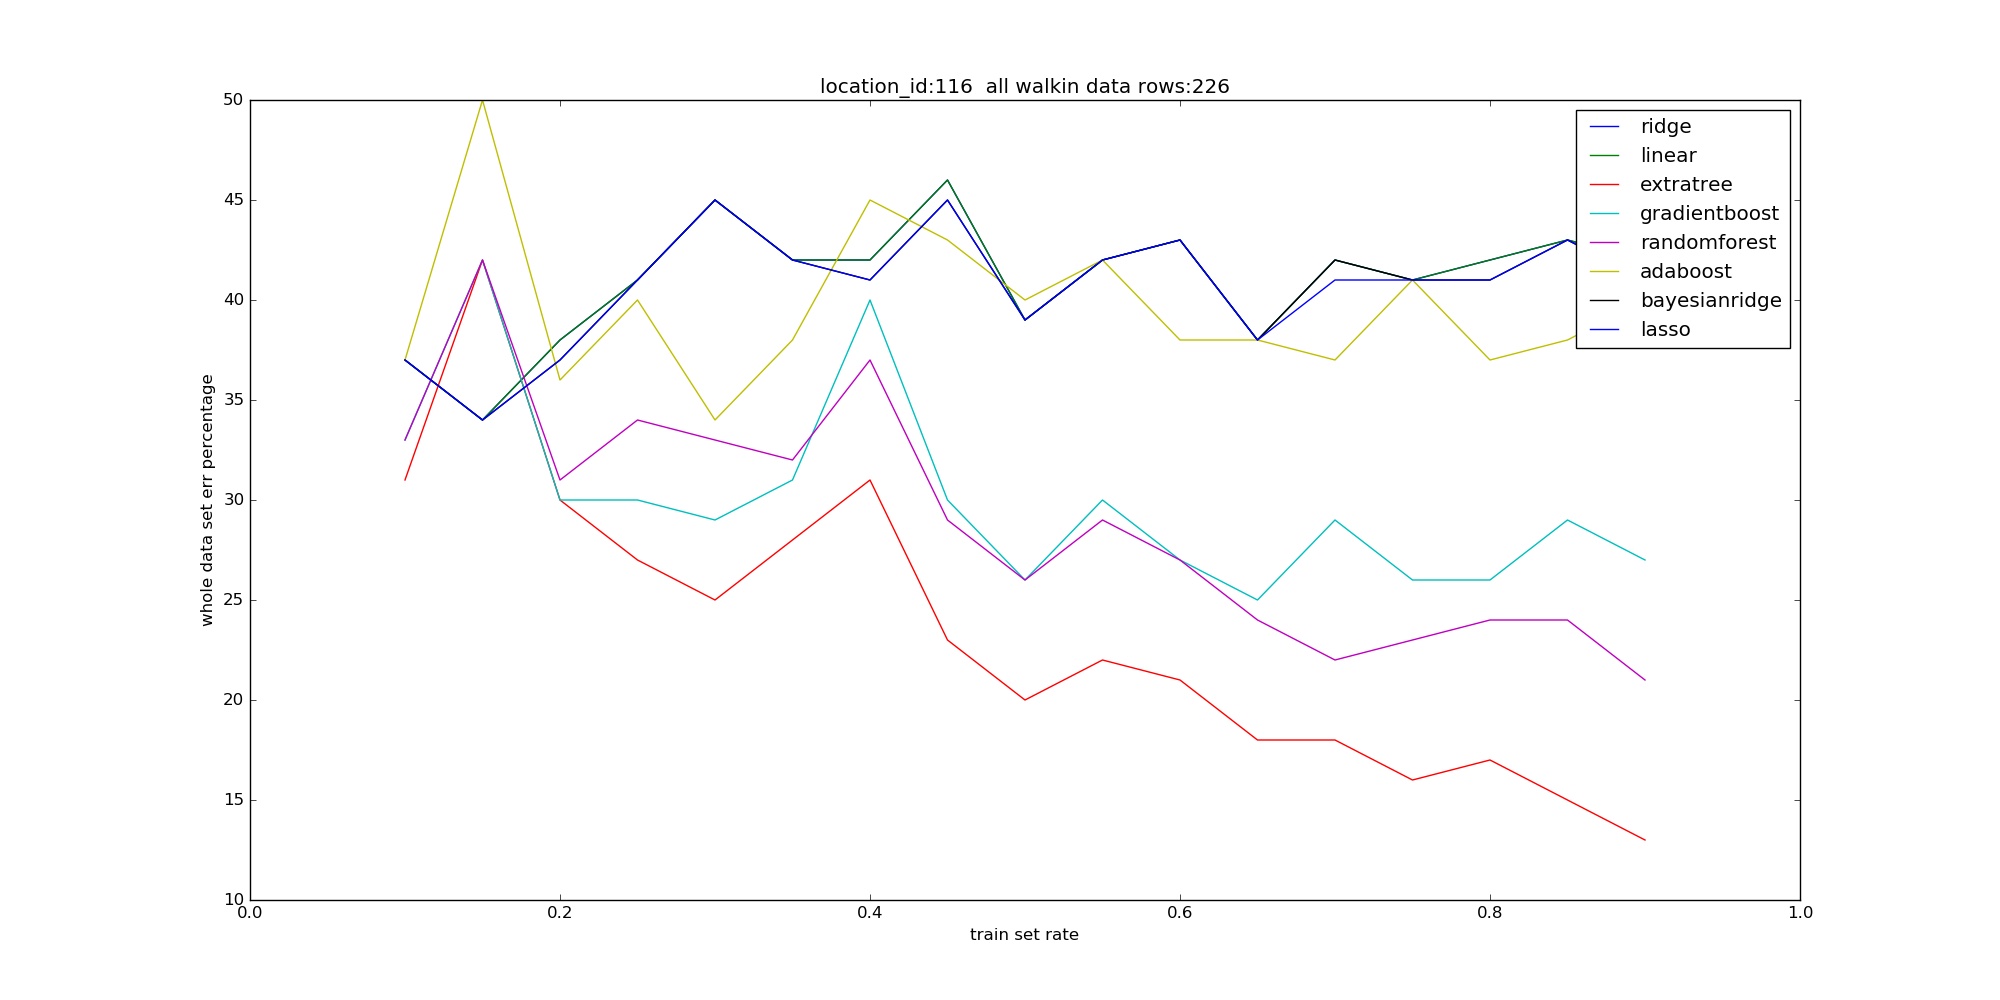 location_id:116  all walkin data rows:226
50
45
40
35
30
25
20
15
10
whole data set err percentage
ridge
linear
extratree
gradientboost
randomforest
adaboost
bayesianridge
lasso
0.0 0.2 0.4 0.6 0.8 1.0
train set rate